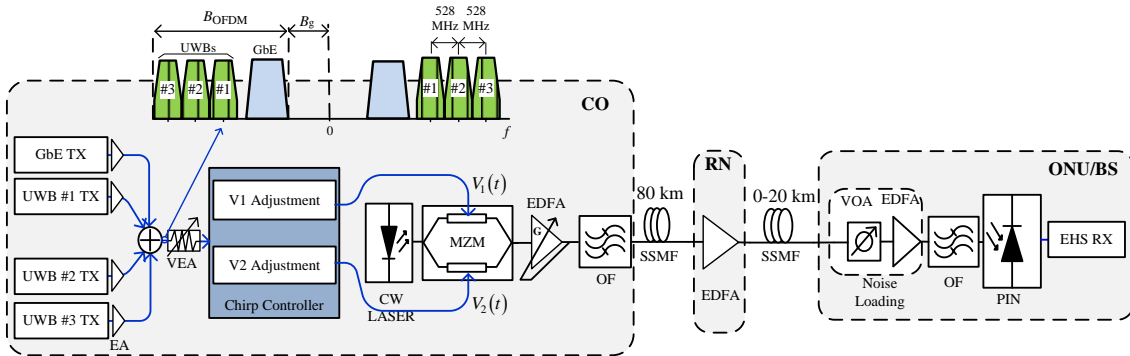 B_OFDM
B_g
528 MHz
528 MHz
UWBs
GbE
#3
#2
#1
#1
#2
#3
0
f
CO
GbE TX
UWB #1 TX
UWB #2 TX
UWB #3 TX
EA
VEA
V1 Adjustment
V2 Adjustment
Chirp Controller
CW
LASER
V_1(t)
MZM
V_2(t)
EDFA
G
OF
80 km
SSMF
RN
EDFA
0-20 km
SSMF
ONU/BS
VOA
EDFA
Noise
Loading
OF
PIN
EHS RX